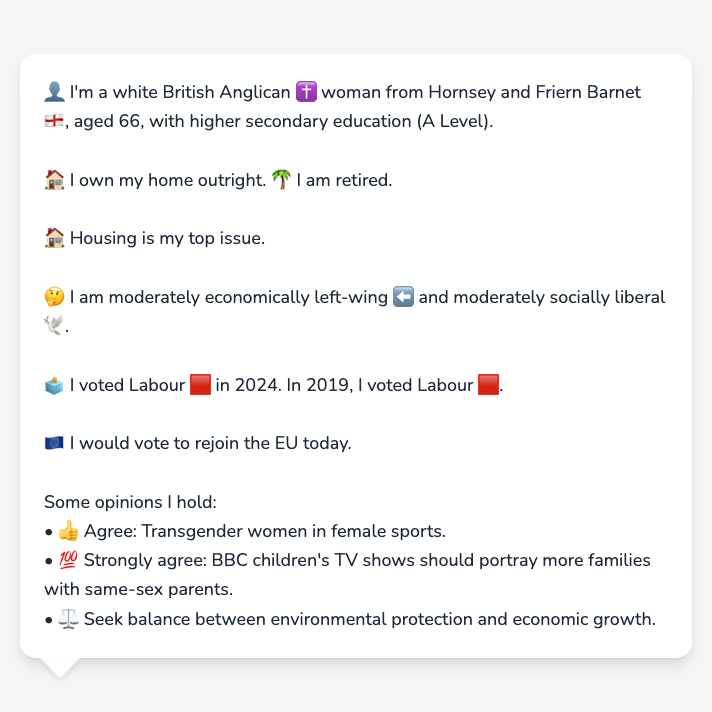 👤 I'm a white British Anglican ✝️ woman from Hornsey and Friern Barnet
🏴󠁧󠁢󠁥󠁮󠁧󠁿, aged 66, with higher secondary education (A Level).
🏠 I own my home outright. 🌴 I am retired.
🏠 Housing is my top issue.
🤔 I am moderately economically left-wing ⬅️ and moderately socially liberal
🕊️.
🗳️ I voted Labour 🟥 in 2024. In 2019, I voted Labour 🟥.
🇪🇺 I would vote to rejoin the EU today.
Some opinions I hold:
• 👍 Agree: Transgender women in female sports.
• 💯 Strongly agree: BBC children's TV shows should portray more families
with same-sex parents.
• ⚖️ Seek balance between environmental protection and economic growth.